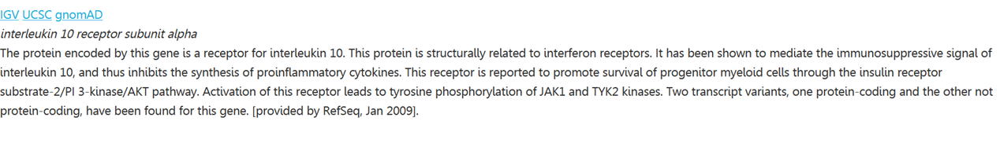 IGV UCSC gnomAD
interleukin 10 receptor subunit alpha
The protein encoded by this gene is a receptor for interleukin 10. This protein is structurally related to interferon receptors. It has been shown to mediate the immunosuppressive signal of
interleukin 10, and thus inhibits the synthesis of proinflammatory cytokines. This receptor is reported to promote survival of progenitor myeloid cells through the insulin receptor
substrate-2/PI 3-kinase/AKT pathway. Activation of this receptor leads to tyrosine phosphorylation of JAK1 and TYK2 kinases. Two transcript variants, one protein-coding and the other not
protein-coding, have been found for this gene. [provided by RefSeq, Jan 2009].